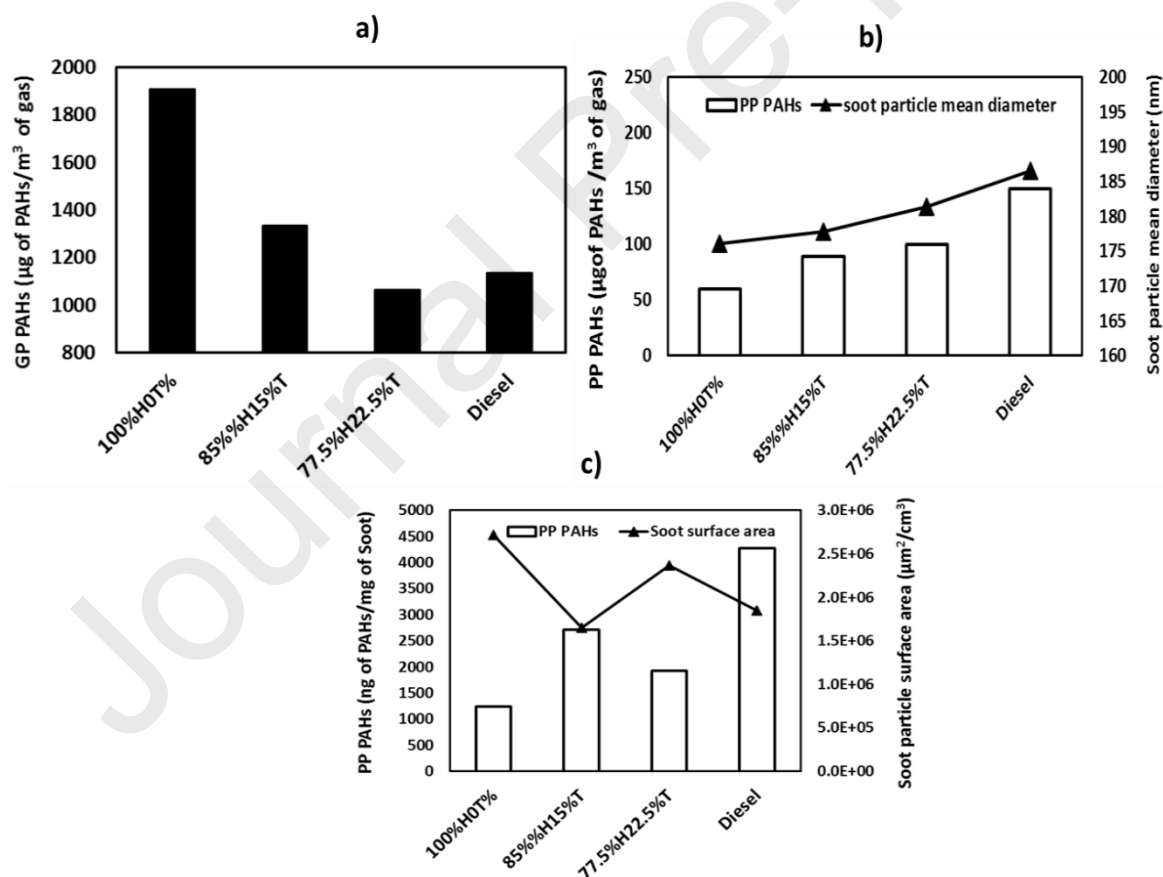 a)
GP PAHs (µg of PAHs/m³ of gas)
2000
1800
1600
1400
1200
1000
800
100%H0T%
85%%H15%T
77.5%H22.5%T
Diesel
b)
PP PAHs (µgof PAHs /m³ of gas)
250
200
150
100
50
0
PP PAHs
soot particle mean diameter
200
195
190
185
180
175
170
165
160
Soot particle mean diameter (nm)
100%H0T%
85%%H15%T
77.5%H22.5%T
Diesel
c)
PP PAHs (ng of PAHs/mg of Soot)
5000
4500
4000
3500
3000
2500
2000
1500
1000
500
0
PP PAHs
Soot surface area
3.0E+06
2.5E+06
2.0E+06
1.5E+06
1.0E+06
5.0E+05
0.0E+00
Soot particle surface area (µm²/cm³)
100%H0T%
85%%H15%T
77.5%H22.5%T
Diesel
Journal Pre-